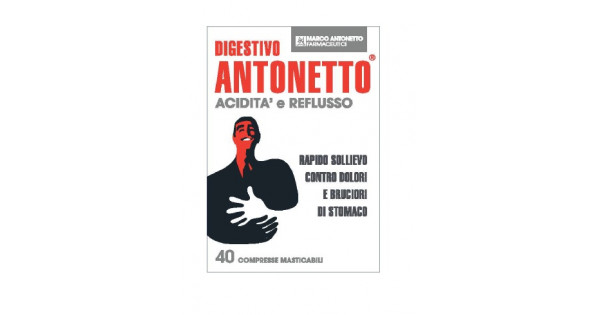 MARCO ANTONETTO
FARMACEUTICI
DIGESTIVO
ANTONETTO®
ACIDITA' e REFLUSSO
RAPIDO SOLLIEVO
CONTRO DOLORI
E BRUCIORI
DI STOMACO
40 COMPRESSE MASTICABILI